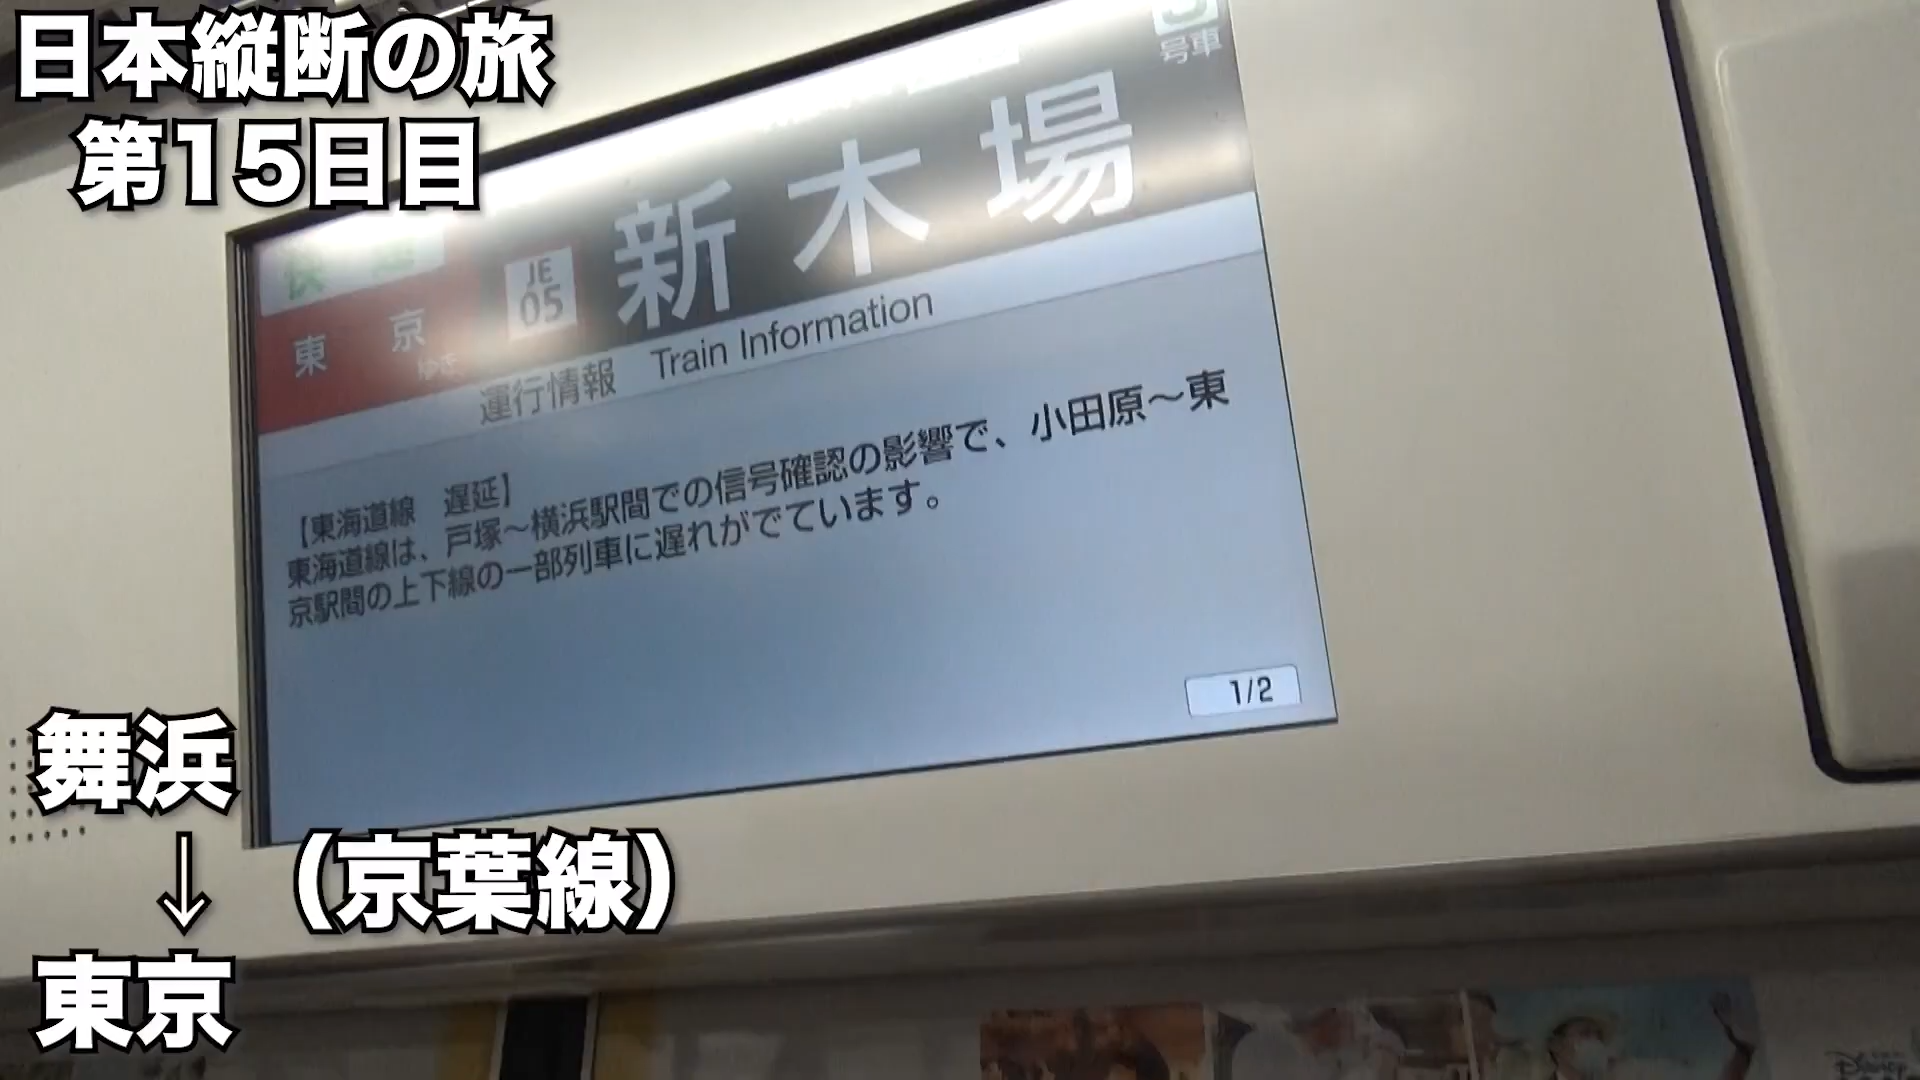 日本縦断の旅
第15日目
号車
快速
東京
ゆき
JE
05
新木場
運行情報 Train Information
【東海道線 遅延】
東海道線は、戸塚～横浜駅間での信号確認の影響で、小田原～東
京駅間の上下線の一部列車に遅れがでています。
1/2
舞浜
↓ (京葉線)
東京
Disney